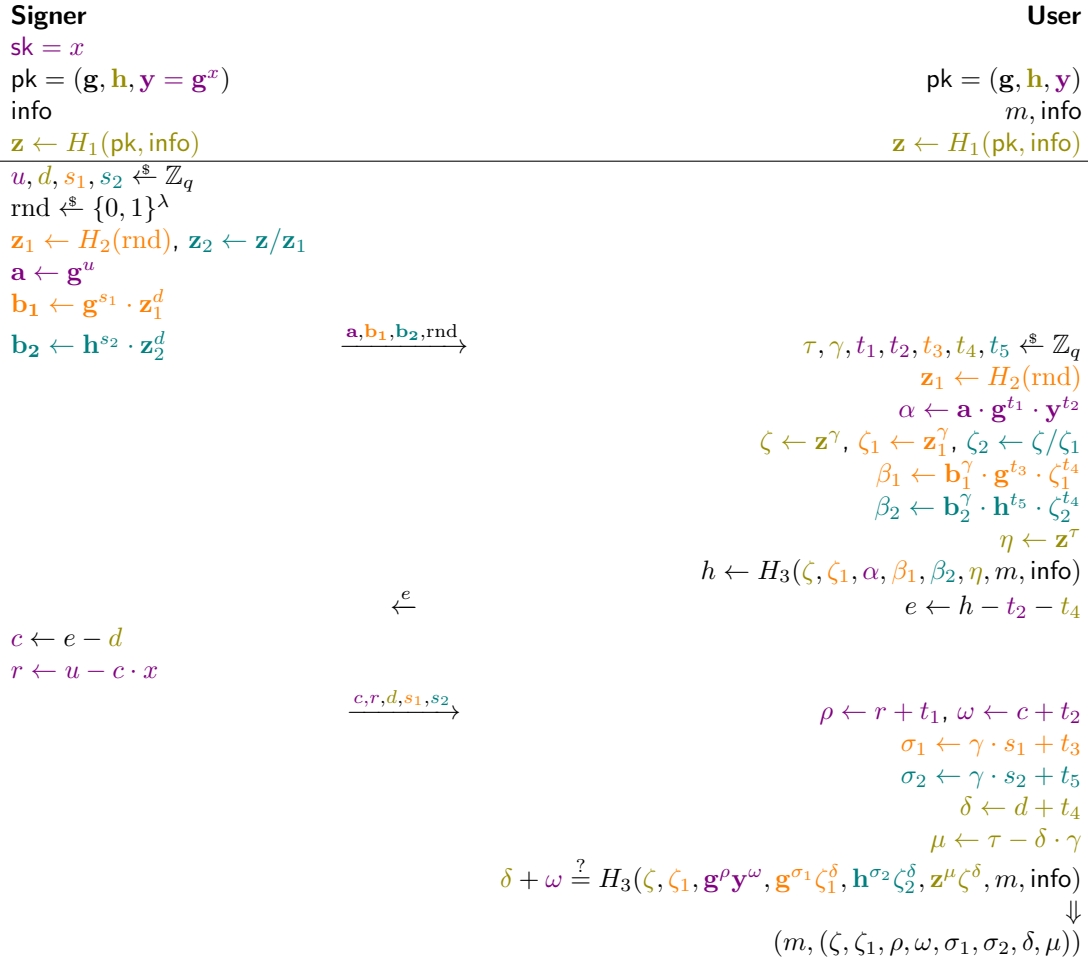 Signer User
sk = x
pk = (g, h, y = g^x) pk = (g, h, y)
info m, info
z ← H_1(pk, info) z ← H_1(pk, info)
u, d, s_1, s_2 ←$ ℤ_q
rnd ←$ {0, 1}^λ
z_1 ← H_2(rnd), z_2 ← z/z_1
a ← g^u
b_1 ← g^{s_1} · z_1^d
b_2 ← h^{s_2} · z_2^d a,b_1,b_2,rnd → τ, γ, t_1, t_2, t_3, t_4, t_5 ←$ ℤ_q
z_1 ← H_2(rnd)
α ← a · g^{t_1} · y^{t_2}
ζ ← z^γ, ζ_1 ← z_1^γ, ζ_2 ← ζ/ζ_1
β_1 ← b_1^γ · g^{t_3} · ζ_1^{t_4}
β_2 ← b_2^γ · h^{t_5} · ζ_2^{t_4}
η ← z^τ
h ← H_3(ζ, ζ_1, α, β_1, β_2, η, m, info)
←e e ← h − t_2 − t_4
c ← e − d
r ← u − c · x
c,r,d,s_1,s_2 → ρ ← r + t_1, ω ← c + t_2
σ_1 ← γ · s_1 + t_3
σ_2 ← γ · s_2 + t_5
δ ← d + t_4
μ ← τ − δ · γ
δ + ω ≟ H_3(ζ, ζ_1, g^ρ y^ω, g^{σ_1} ζ_1^δ, h^{σ_2} ζ_2^δ, z^μ ζ^δ, m, info)
⇓
(m, (ζ, ζ_1, ρ, ω, σ_1, σ_2, δ, μ))